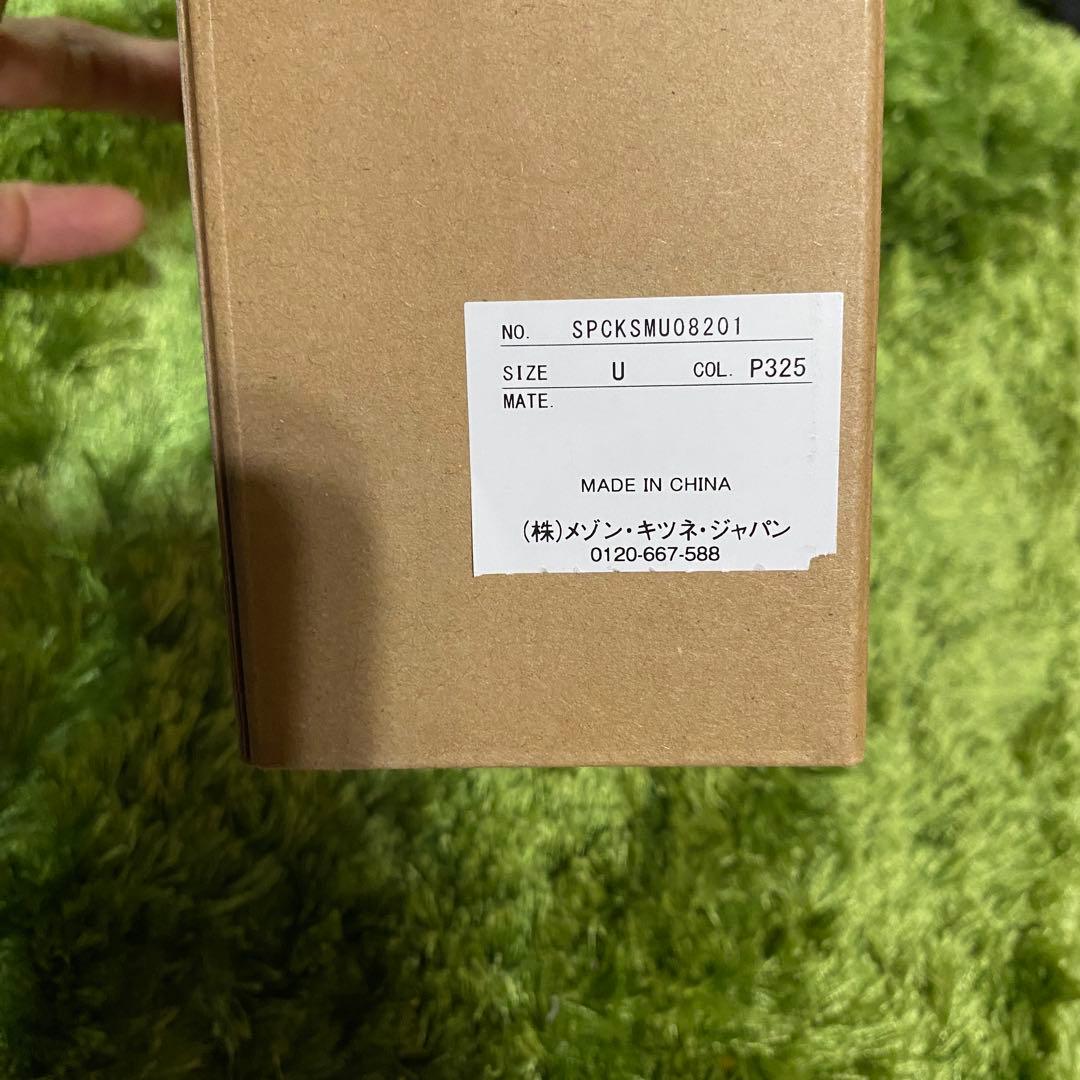 NO. SPCKSMU08201
SIZE U COL. P325
MATE.
MADE IN CHINA
(株)メゾン・キツネ・ジャパン
0120-667-588